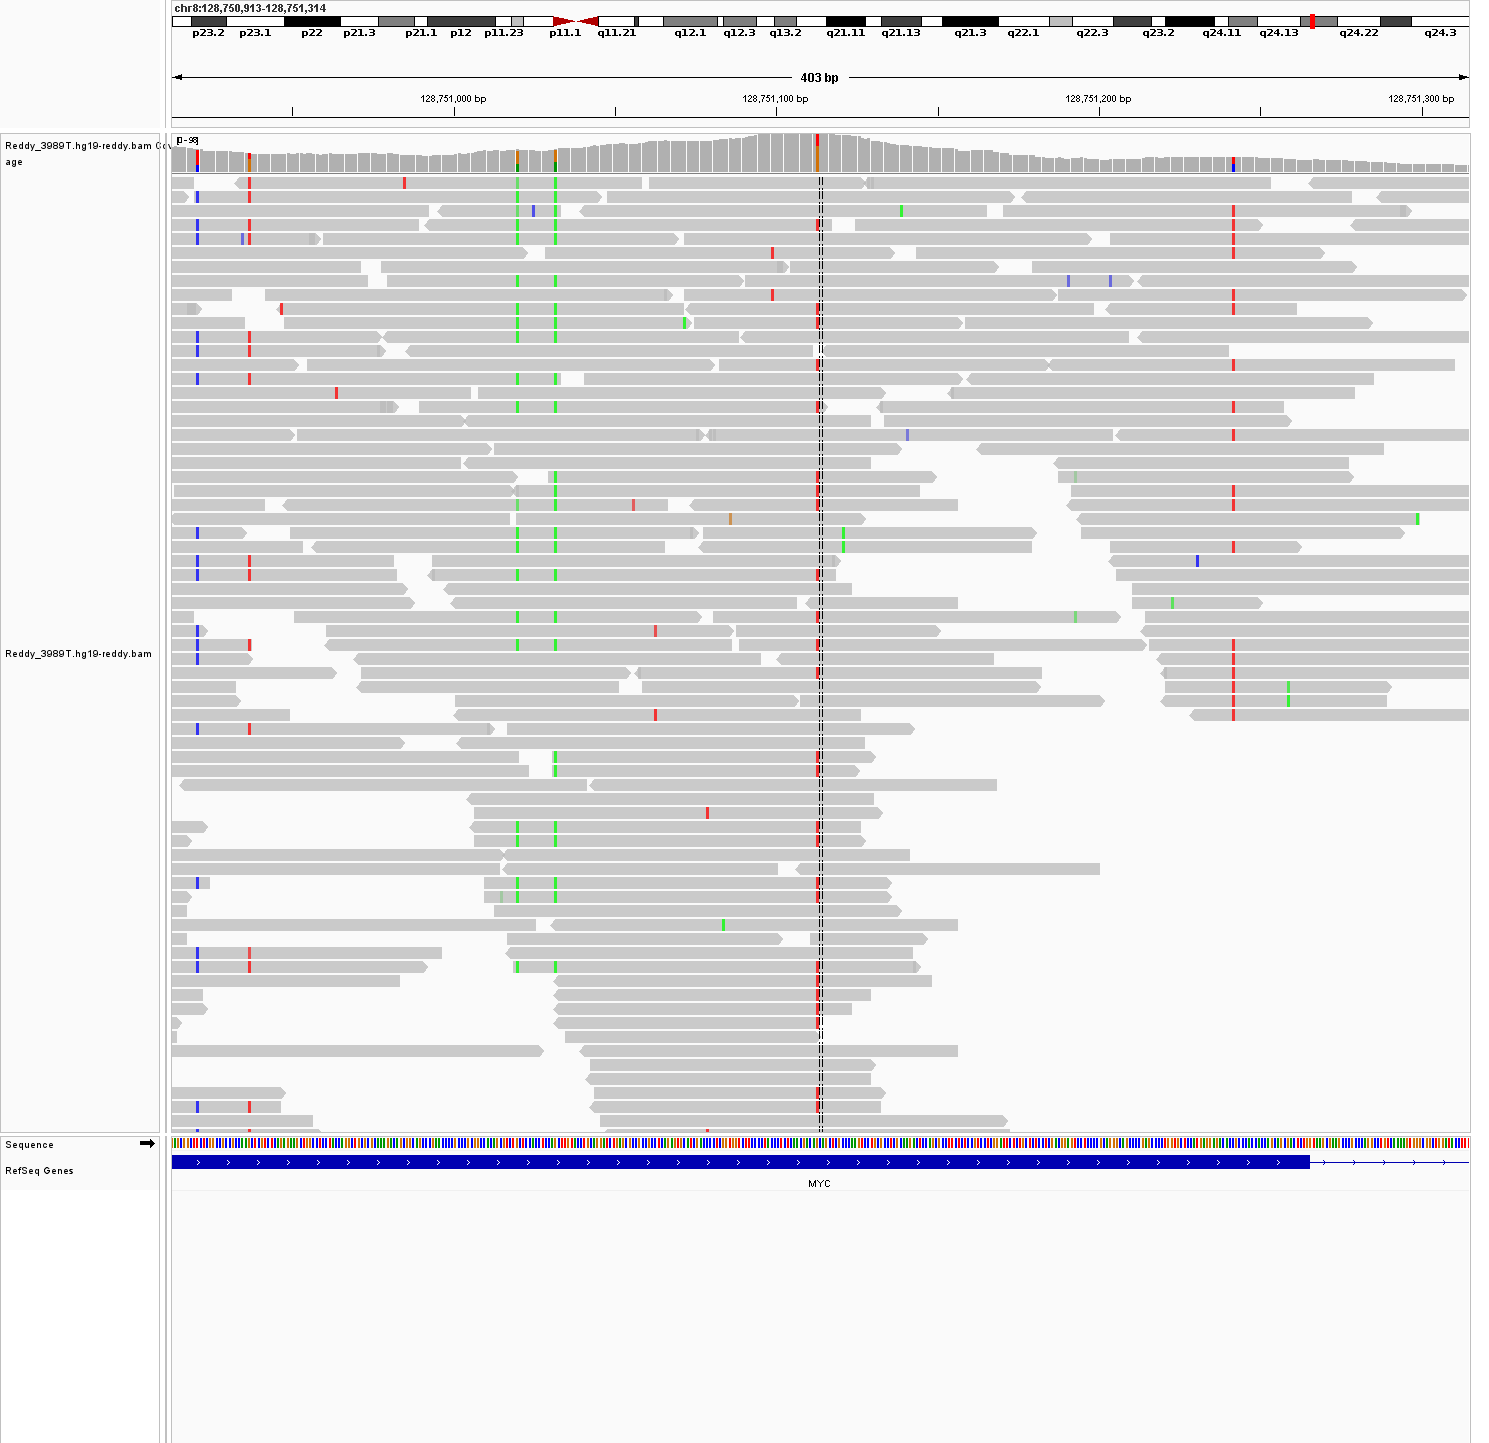 chr8:128,750,913-128,751,314
p23.2 p23.1 p22 p21.3 p21.1 p12 p11.23 p11.1 q11.21 q12.1 q12.3 q13.2 q21.11 q21.13 q21.3 q22.1 q22.3 q23.2 q24.11 q24.13 q24.22 q24.3
403 bp
128,751,000 bp 128,751,100 bp 128,751,200 bp 128,751,300 bp
Reddy_3989T.hg19-reddy.bam Cov
age
[0-98]
Reddy_3989T.hg19-reddy.bam
Sequence
RefSeq Genes
MYC